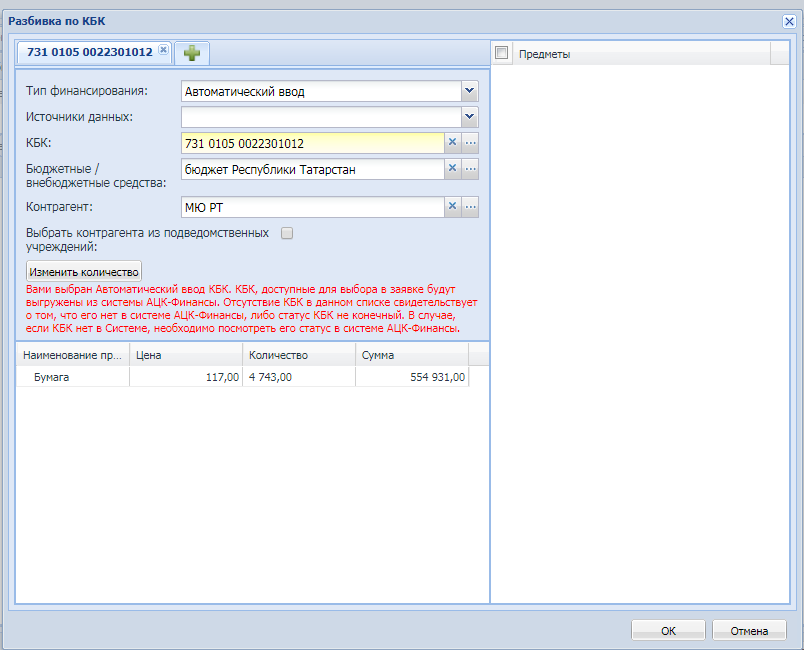 Разбивка по КБК
731 0105 0022301012
Предметы
Тип финансирования:
Автоматический ввод
Источники данных:
КБК:
731 0105 0022301012
Бюджетные /
внебюджетные средства:
бюджет Республики Татарстан
Контрагент:
МЮ РТ
Выбрать контрагента из подведомственных
учреждений:
Изменить количество
Вами выбран Автоматический ввод КБК. КБК, доступные для выбора в заявке будут
выгружены из системы АЦК-Финансы. Отсутствие КБК в данном списке свидетельствует
о том, что его нет в системе АЦК-Финансы, либо статус КБК не конечный. В случае,
если КБК нет в Системе, необходимо посмотреть его статус в системе АЦК-Финансы.
Наименование пр... Цена Количество Сумма
Бумага 117,00 4 743,00 554 931,00
ОК Отмена